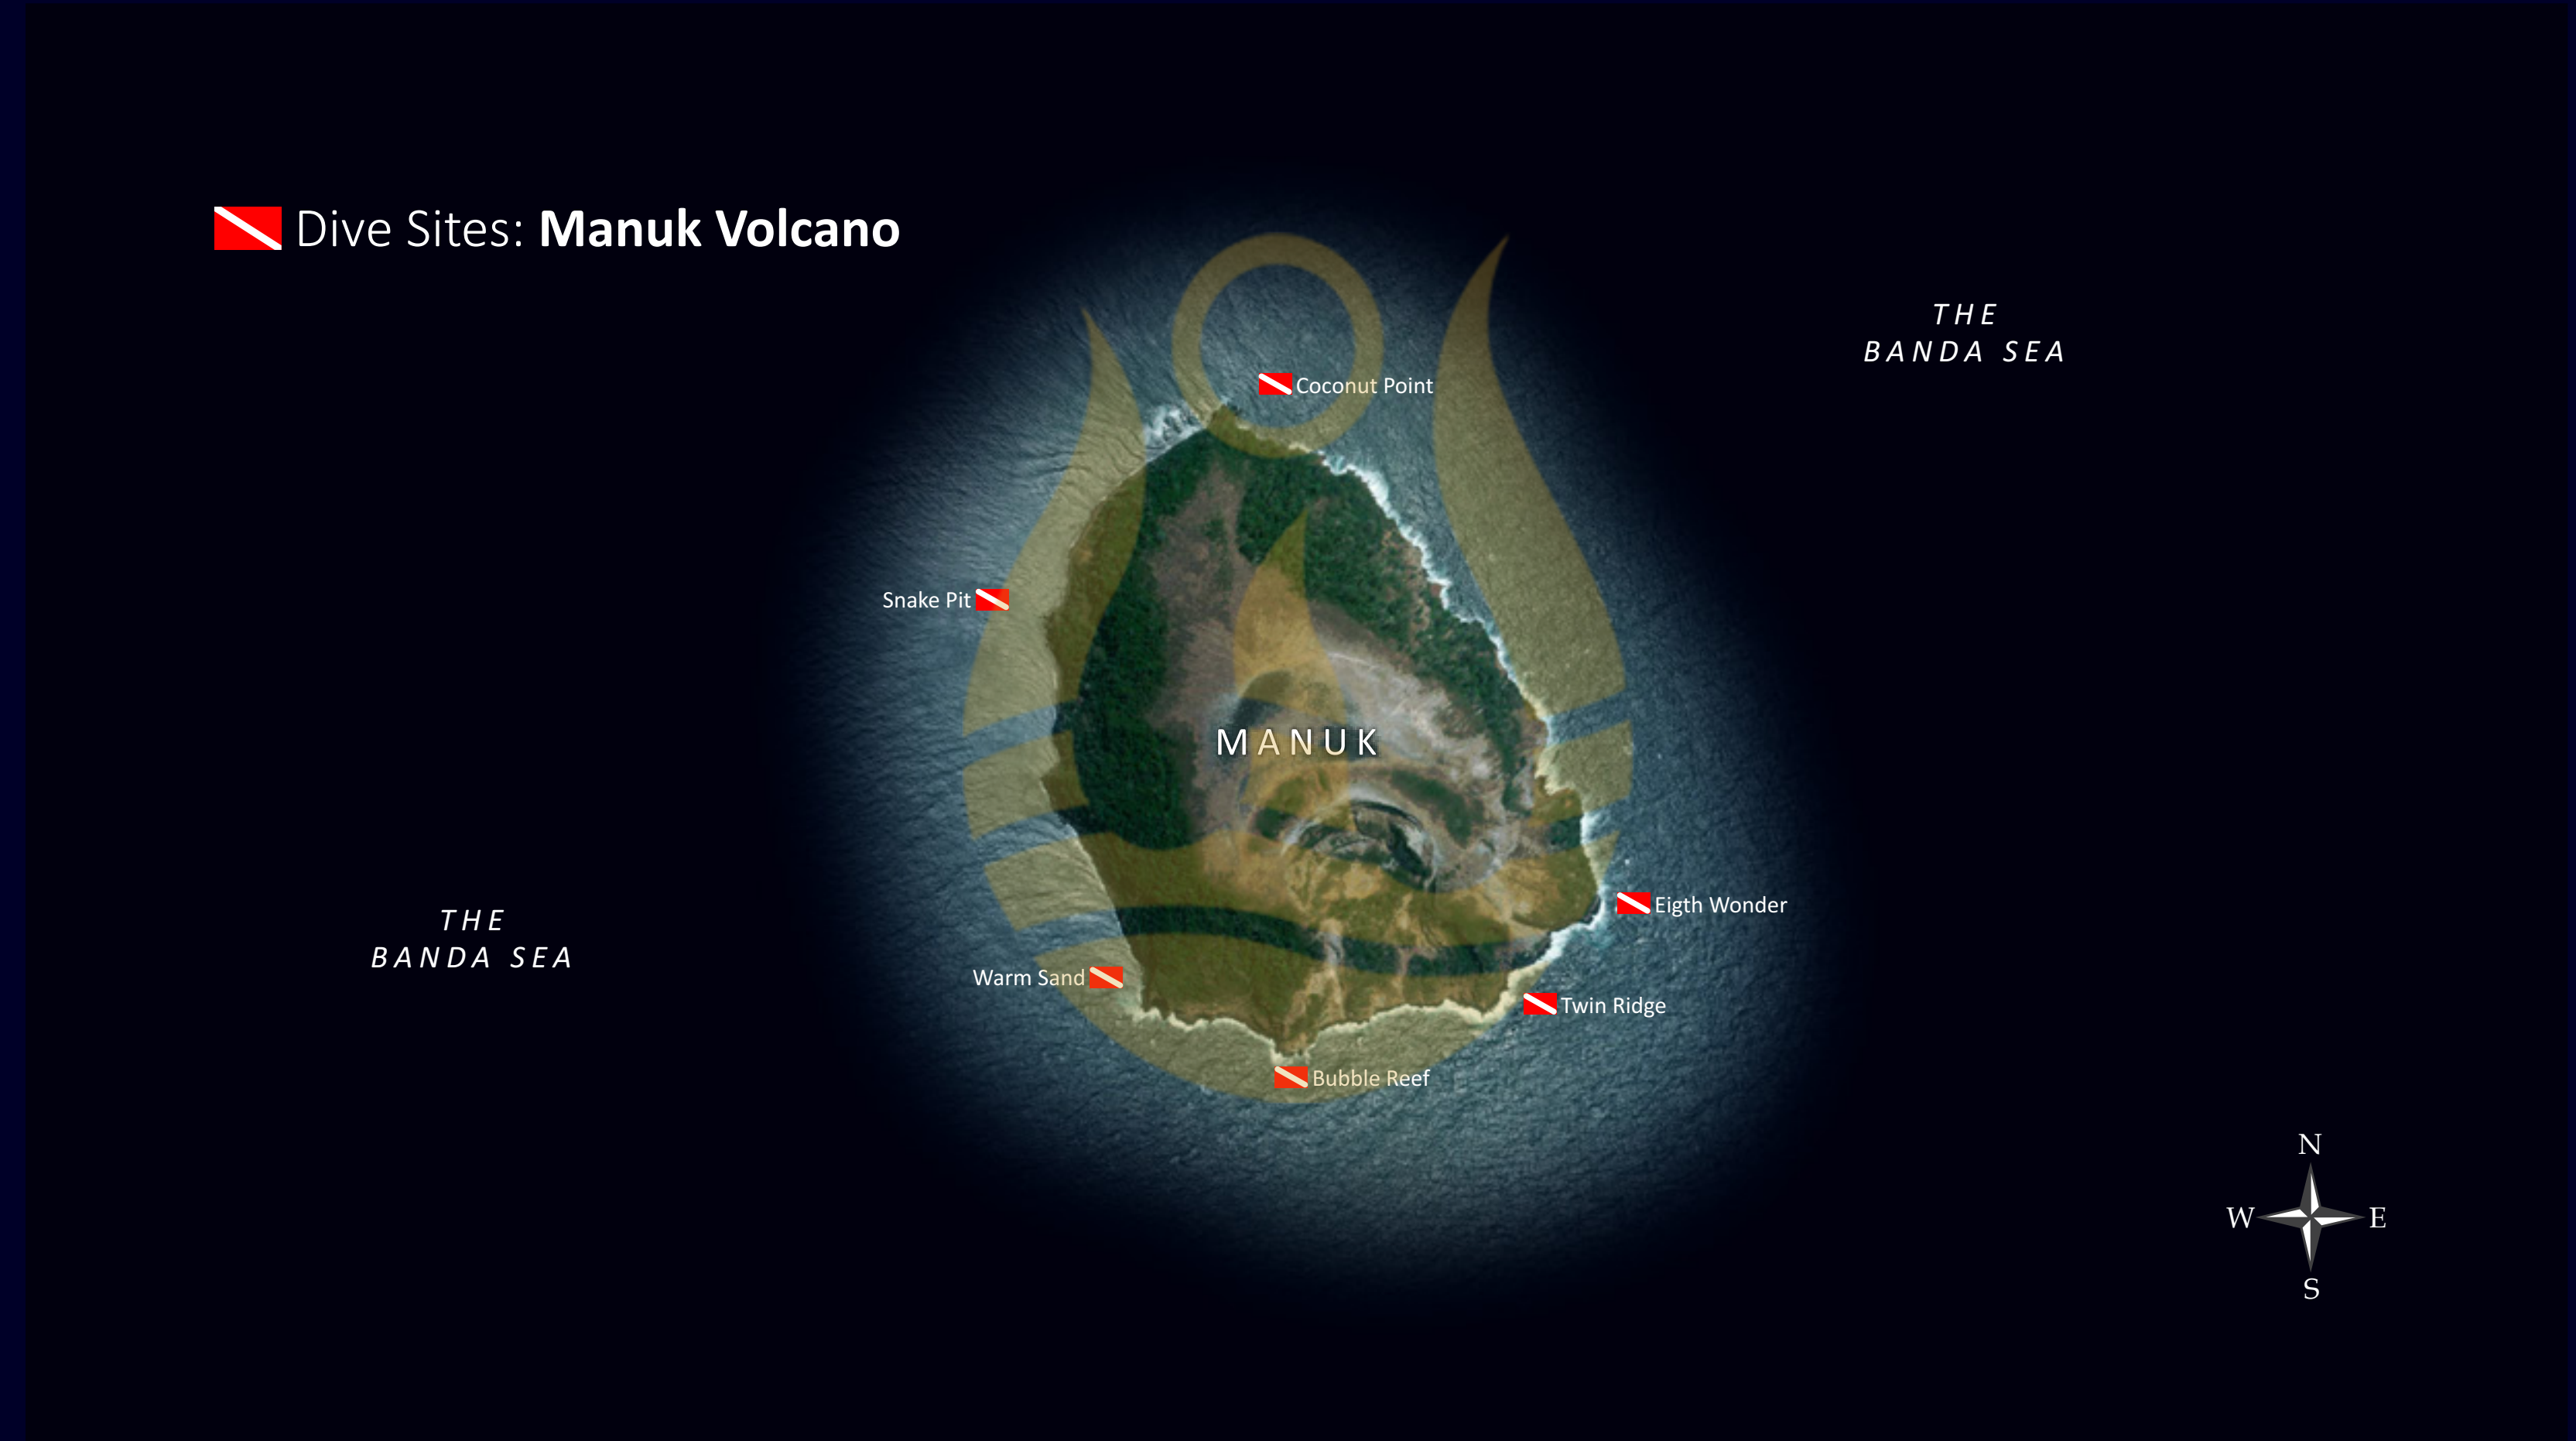 Dive Sites: Manuk Volcano
THE
BANDA SEA
Coconut Point
Snake Pit
MANUK
Eigth Wonder
THE
BANDA SEA
Warm Sand
Twin Ridge
Bubble Reef
N
W
E
S